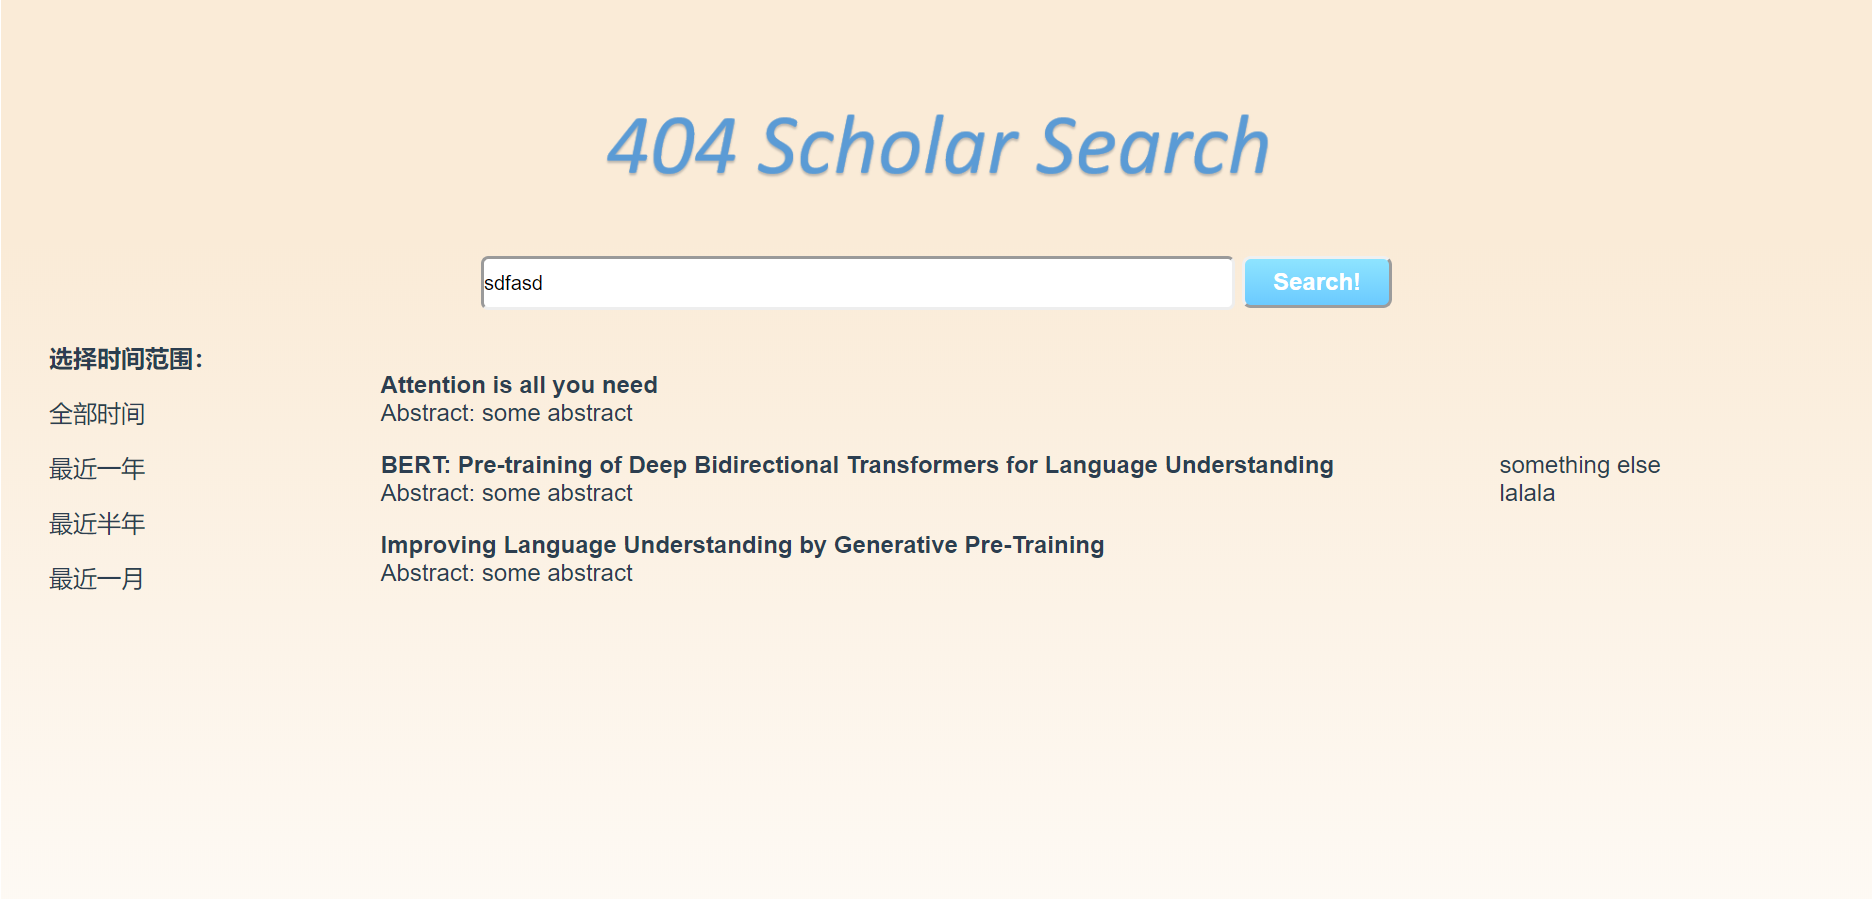 404 Scholar Search
sdfasd
Search!
选择时间范围：
全部时间
最近一年
最近半年
最近一月
Attention is all you need
Abstract: some abstract
BERT: Pre-training of Deep Bidirectional Transformers for Language Understanding
Abstract: some abstract
Improving Language Understanding by Generative Pre-Training
Abstract: some abstract
something else
lalala